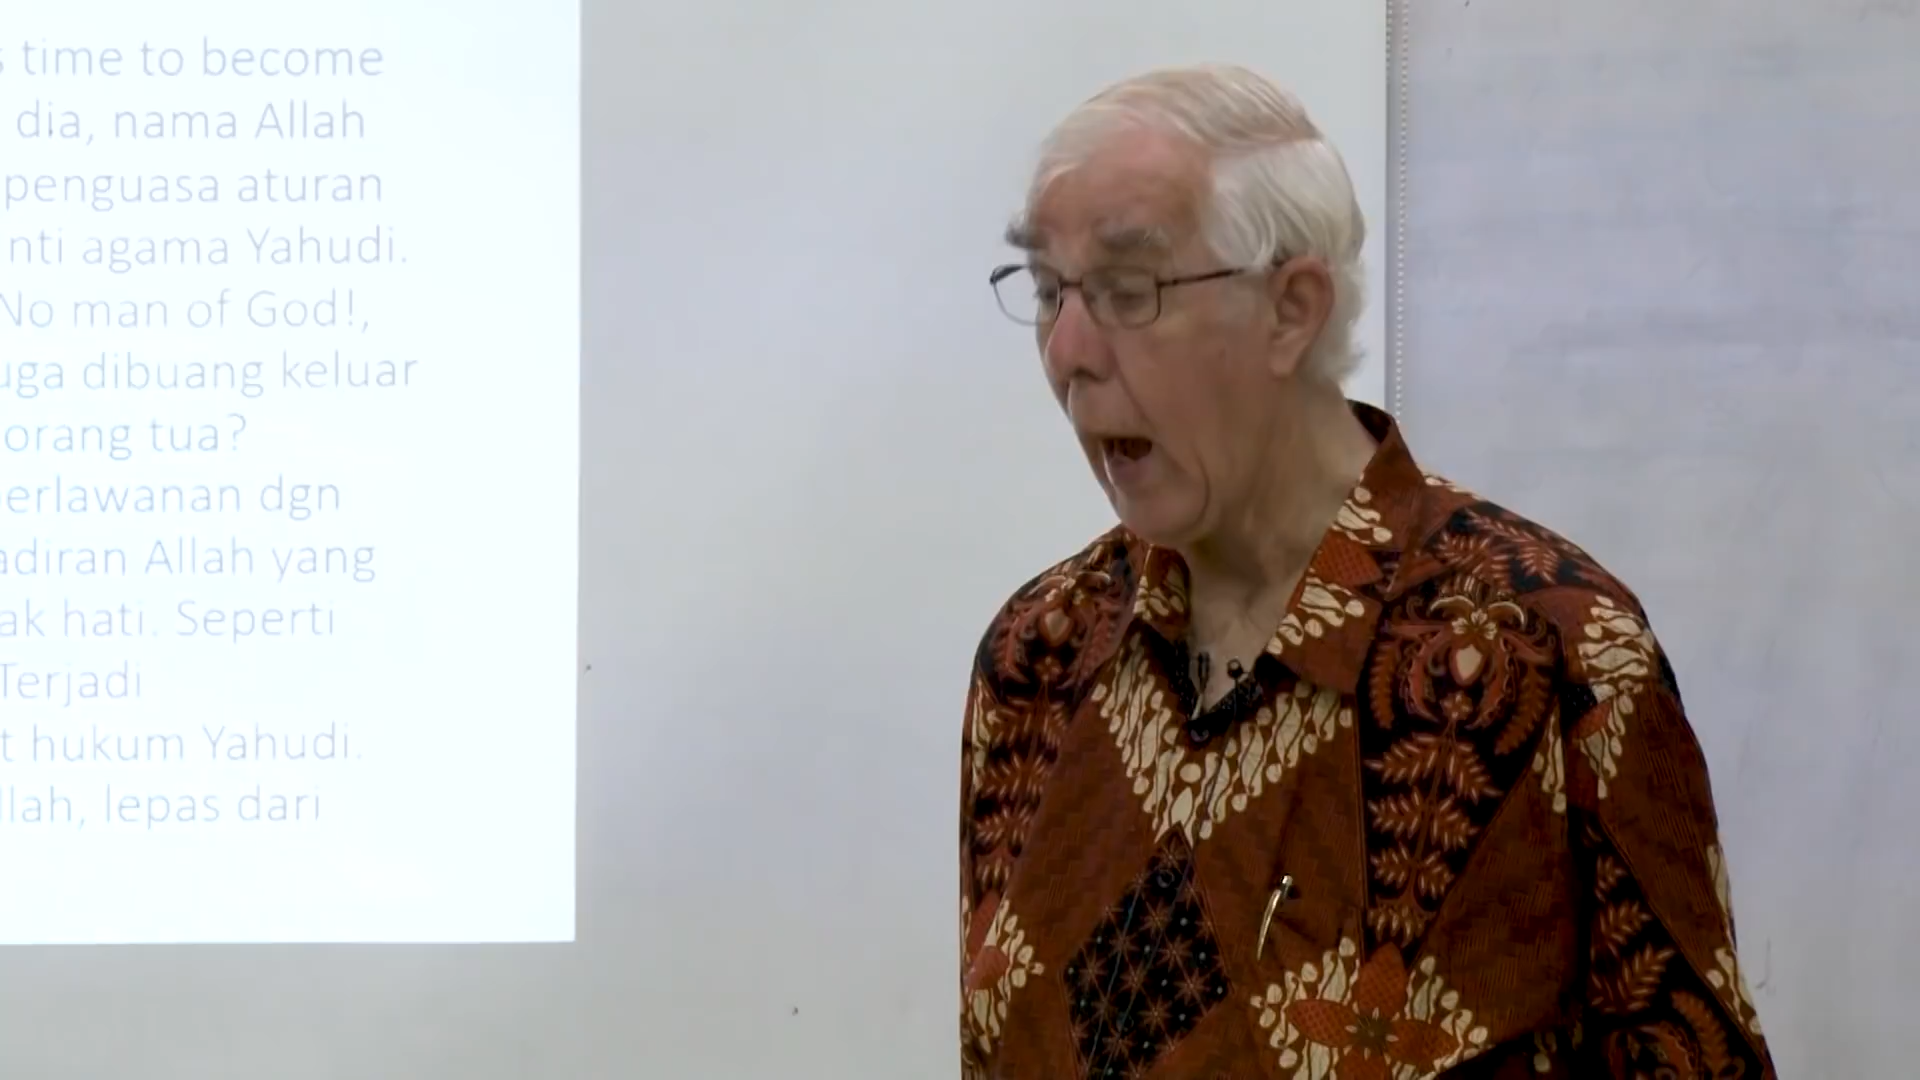 s time to become
dia, nama Allah
penguasa aturan
nti agama Yahudi.
No man of God!,
uga dibuang keluar
orang tua?
erlawanan dgn
adiran Allah yang
ak hati. Seperti
Terjadi
t hukum Yahudi.
llah, lepas dari